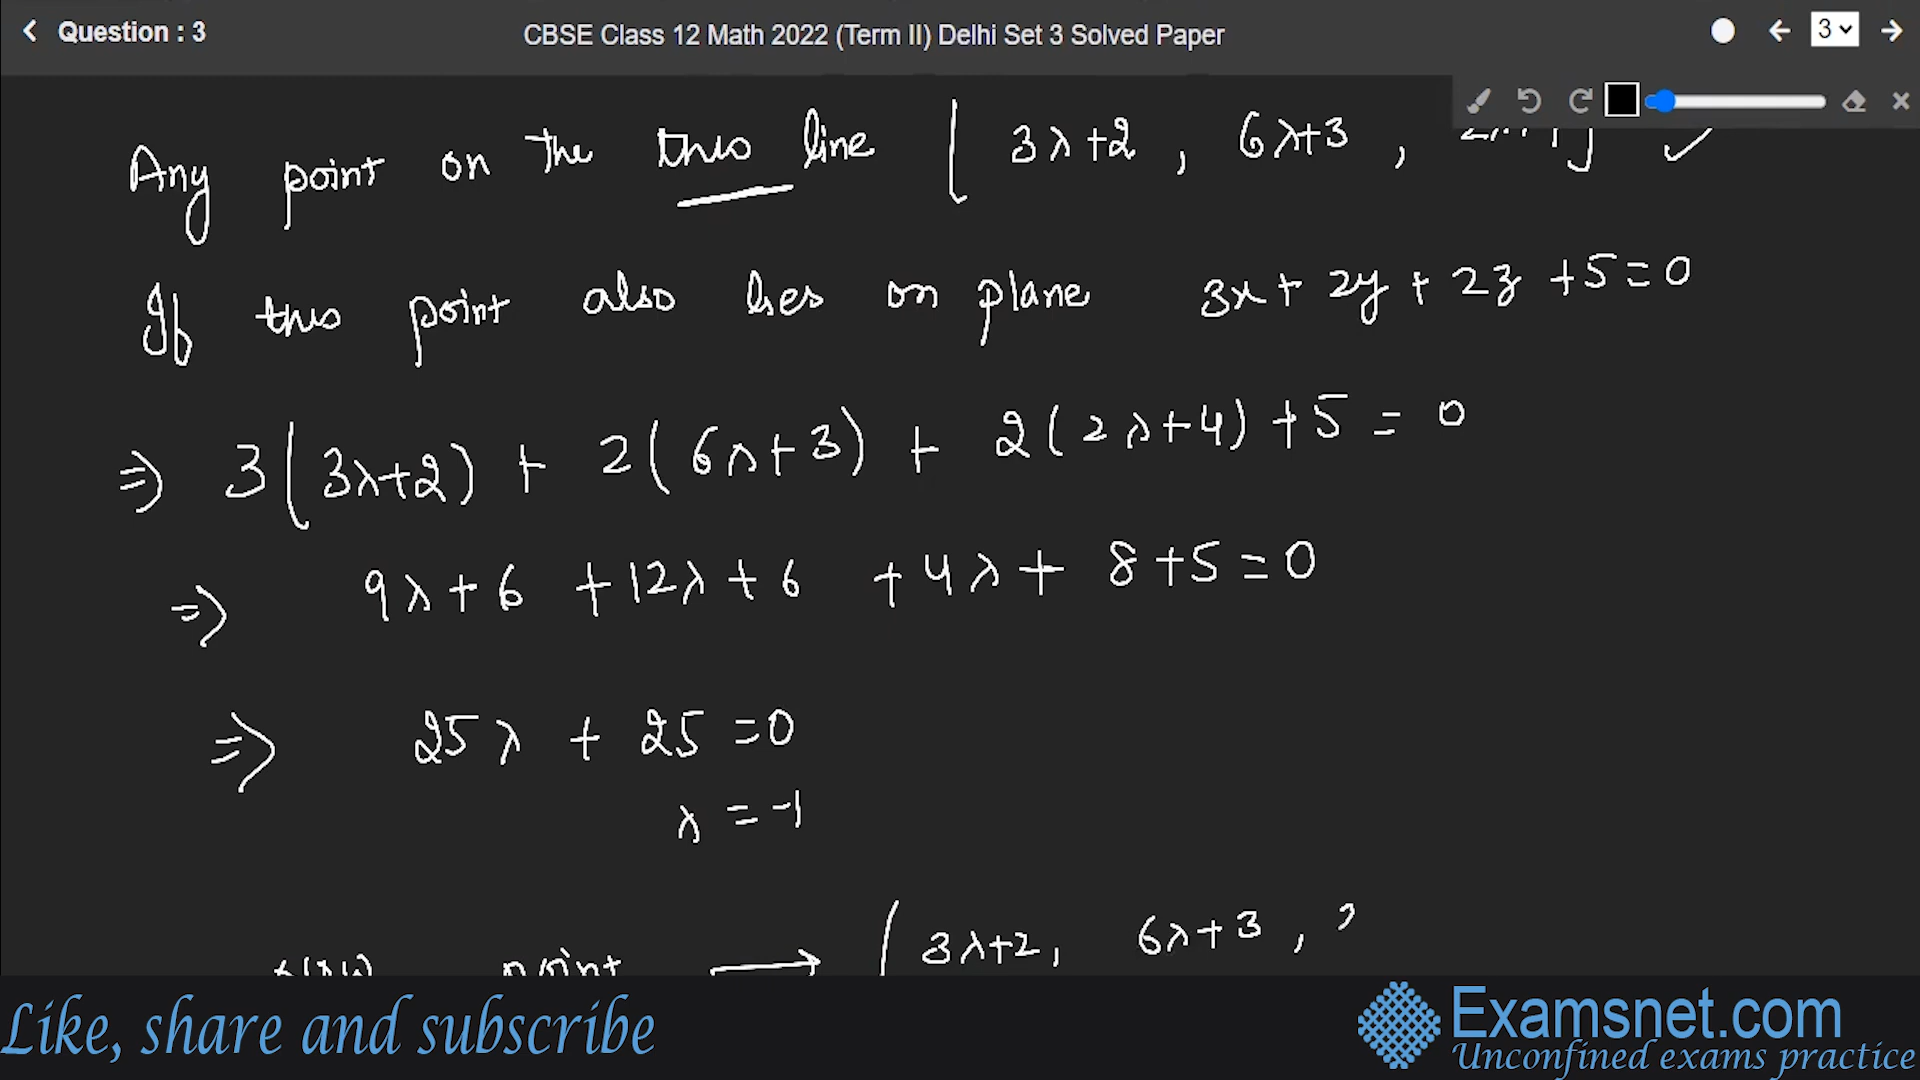 Question : 3
CBSE Class 12 Math 2022 (Term II) Delhi Set 3 Solved Paper
3
Any point on the this line ( 3λ+2 , 6λ+3 ,
If this point also lies on plane 3x + 2y + 2z + 5 = 0
⇒ 3(3λ+2) + 2(6λ+3) + 2(2λ+4) + 5 = 0
⇒ 9λ+6 +12λ+6 +4λ+ 8+5=0
⇒ 25λ + 25 =0
λ = -1
point → ( 3λ+2, 6λ+3 ,
Like, share and subscribe
Examsnet.com
Unconfined exams practice